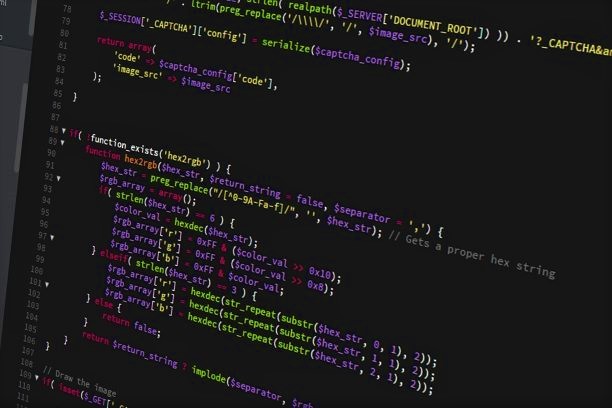 ml
78 ltrim(preg_replace('/\\\\/', '/', $image_src), '/');
79 $_SESSION['_CAPTCHA']['config'] = serialize($captcha_config);
80
81 return array(
82 'code' => $captcha_config['code'],
83 'image_src' => $image_src
84 );
85 }
86
87
88 if( !function_exists('hex2rgb') ) {
89 function hex2rgb($hex_str, $return_string = false, $separator = ',') {
90 $hex_str = preg_replace("/[^0-9A-Fa-f]/", '', $hex_str); // Gets a proper hex string
91 $rgb_array = array();
92 if( strlen($hex_str) == 6 ) {
93 $color_val = hexdec($hex_str);
94 $rgb_array['r'] = 0xFF & ($color_val >> 0x10);
95 $rgb_array['g'] = 0xFF & ($color_val >> 0x8);
96 $rgb_array['b'] = 0xFF & $color_val;
97 } elseif( strlen($hex_str) == 3 ) {
98 $rgb_array['r'] = hexdec(str_repeat(substr($hex_str, 0, 1), 2));
99 $rgb_array['g'] = hexdec(str_repeat(substr($hex_str, 1, 1), 2));
100 $rgb_array['b'] = hexdec(str_repeat(substr($hex_str, 2, 1), 2));
101 } else {
102 return false;
103 }
104 return $return_string ? implode($separator,
105 }
106 }
108 // Draw the image
109 if( isset($_GET['
110
111